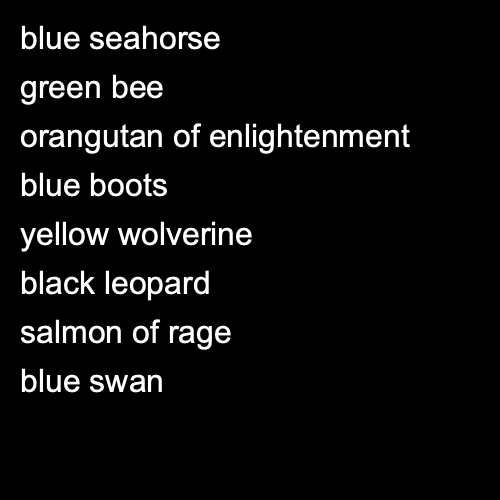 blue seahorse
green bee
orangutan of enlightenment
blue boots
yellow wolverine
black leopard
salmon of rage
blue swan